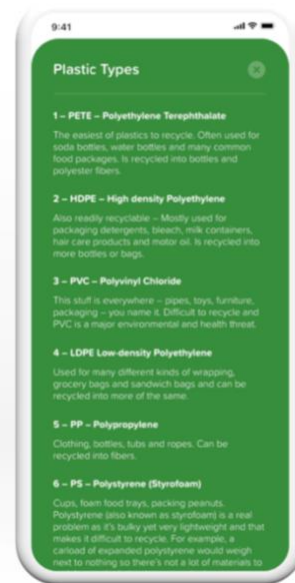 9:41
Plastic Types
1 – PETE – Polyethylene Terephthalate
The easiest of plastics to recycle. Often used for
soda bottles, water bottles and many common
food packages. Is recycled into bottles and
polyester fibers.
2 – HDPE – High density Polyethylene
Also readily recyclable – Mostly used for
packaging detergents, bleach, milk containers,
hair care products and motor oil. Is recycled into
more bottles or bags.
3 – PVC – Polyvinyl Chloride
This stuff is everywhere – pipes, toys, furniture,
packaging – you name it. Difficult to recycle and
PVC is a major environmental and health threat.
4 – LDPE Low-density Polyethylene
Used for many different kinds of wrapping,
grocery bags and sandwich bags and can be
recycled into more of the same.
5 – PP – Polypropylene
Clothing, bottles, tubs and ropes. Can be
recycled into fibers.
6 – PS – Polystyrene (Styrofoam)
Cups, foam food trays, packing peanuts.
Polystyrene (also known as styrofoam) is a real
problem as it's bulky yet very lightweight and that
makes it difficult to recycle. For example, a
carload of expanded polystyrene would weigh
next to nothing so there's not a lot of materials to